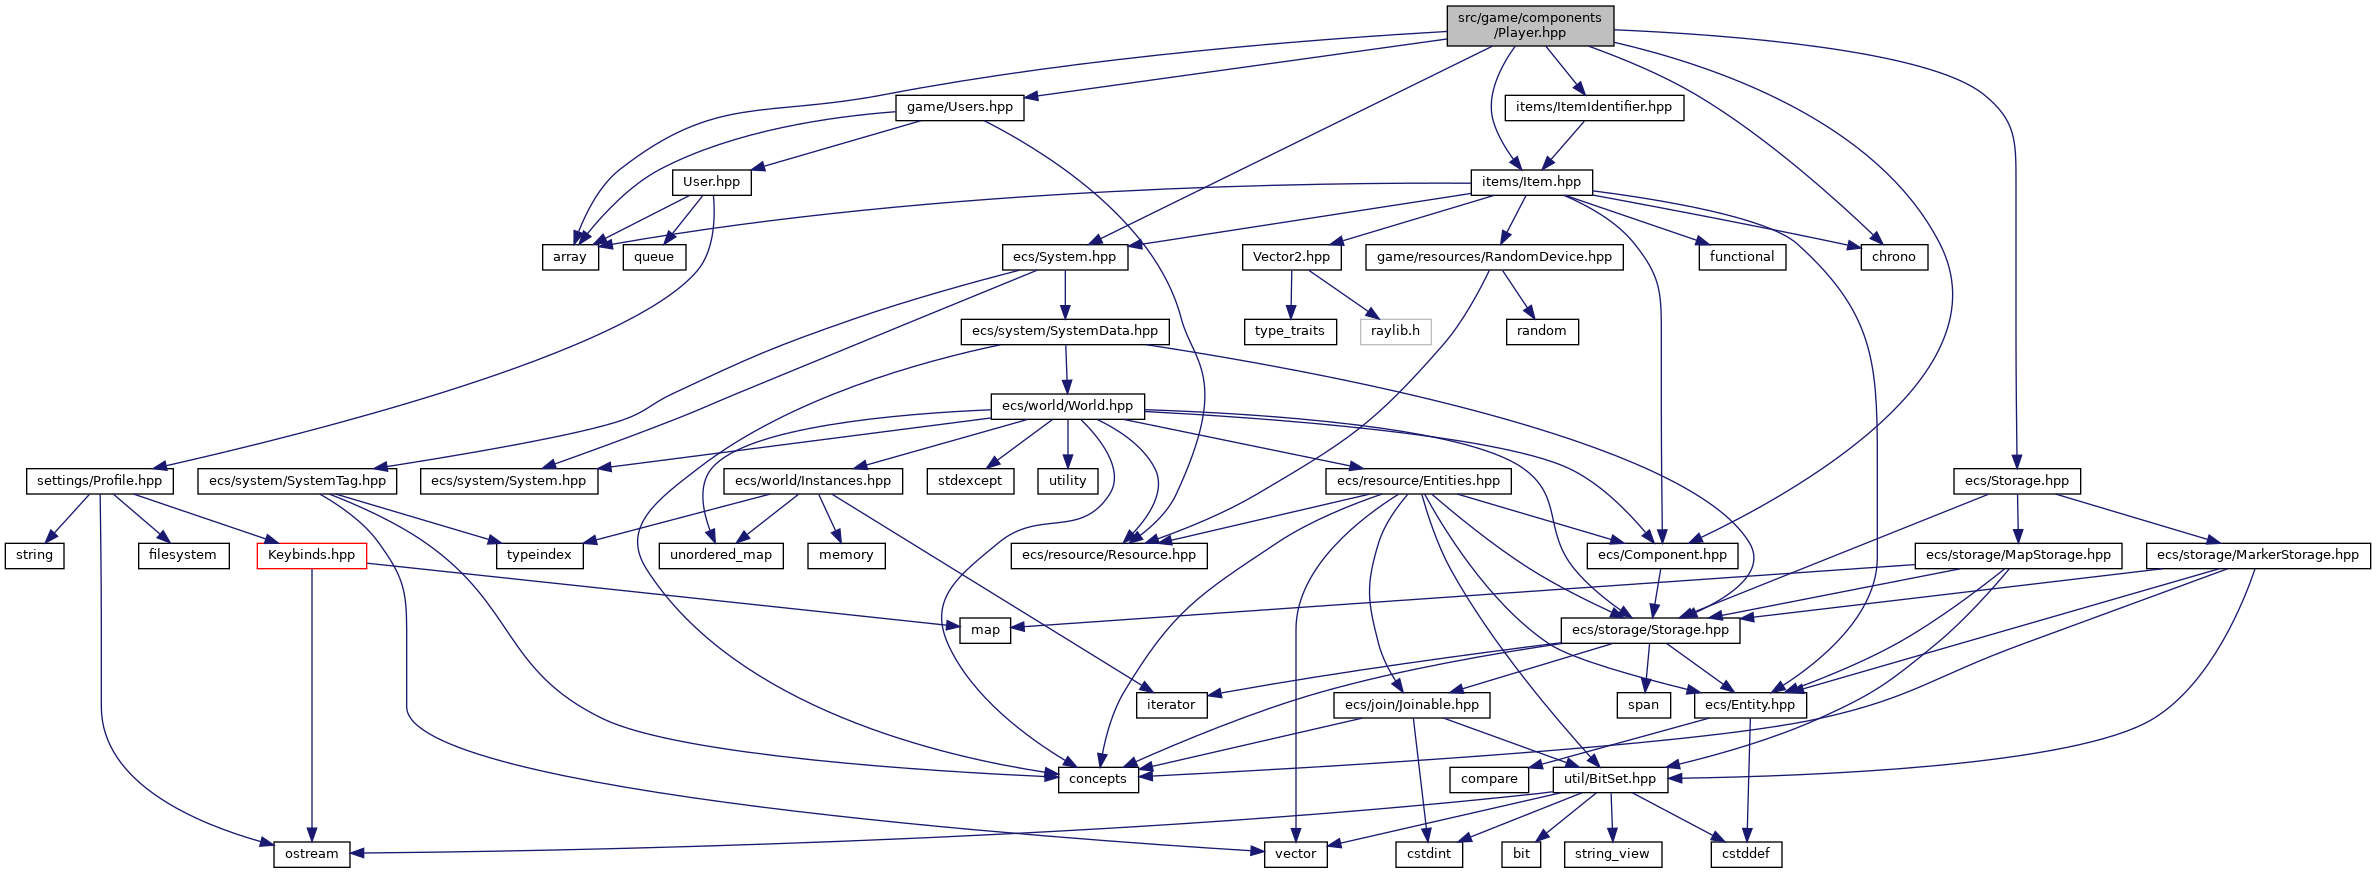 src/game/components
/Player.hpp
game/Users.hpp
items/ItemIdentifier.hpp
User.hpp
items/Item.hpp
array
queue
ecs/System.hpp
Vector2.hpp
game/resources/RandomDevice.hpp
functional
chrono
ecs/system/SystemData.hpp
type_traits
raylib.h
random
ecs/world/World.hpp
settings/Profile.hpp
ecs/system/SystemTag.hpp
ecs/system/System.hpp
ecs/world/Instances.hpp
stdexcept
utility
ecs/resource/Entities.hpp
ecs/Storage.hpp
string
filesystem
Keybinds.hpp
typeindex
unordered_map
memory
ecs/resource/Resource.hpp
ecs/Component.hpp
ecs/storage/MapStorage.hpp
ecs/storage/MarkerStorage.hpp
map
ecs/storage/Storage.hpp
iterator
ecs/join/Joinable.hpp
span
ecs/Entity.hpp
concepts
compare
util/BitSet.hpp
ostream
vector
cstdint
bit
string_view
cstddef